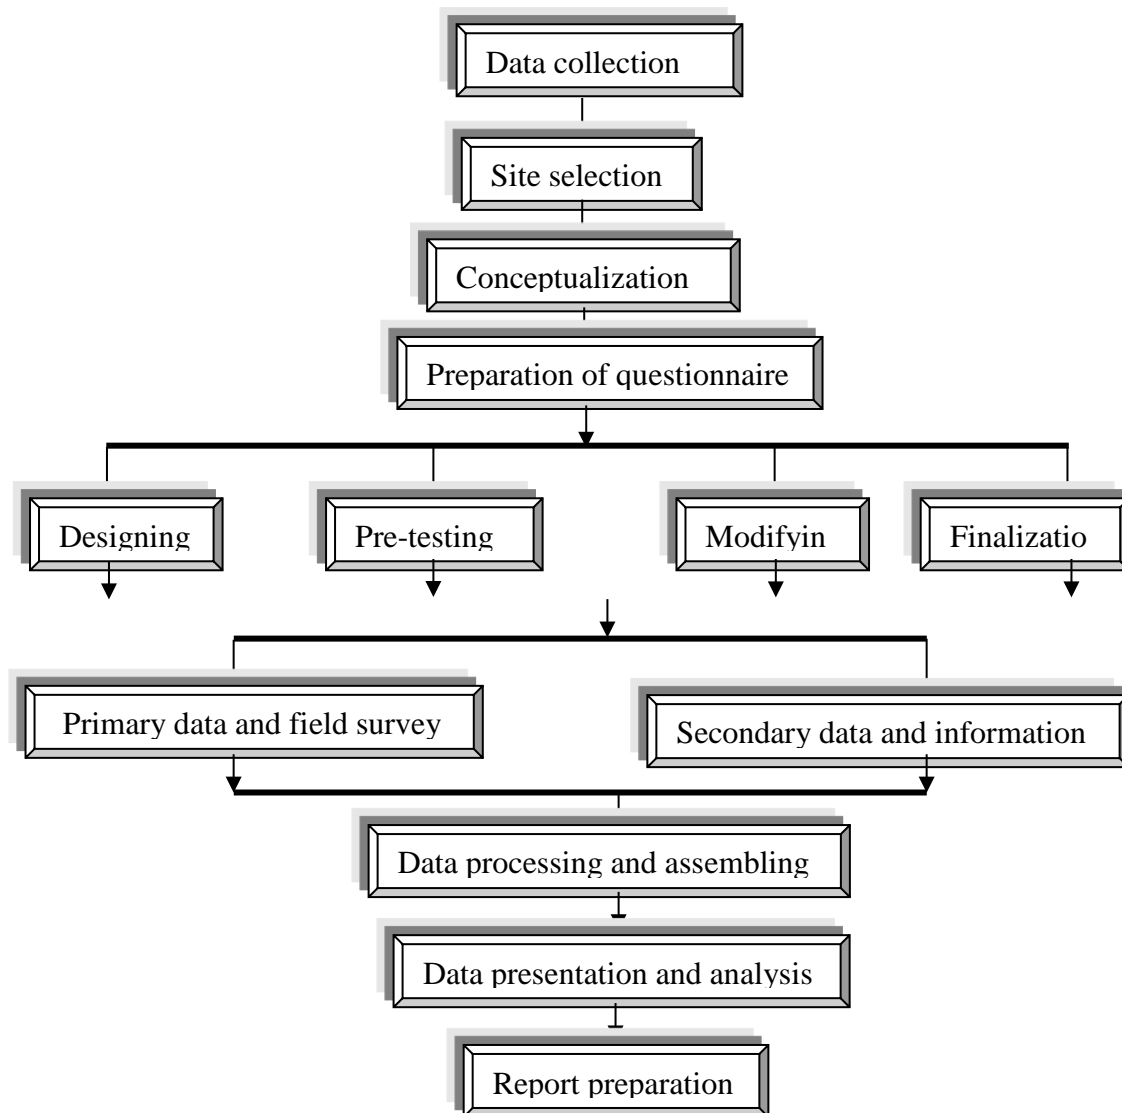 Data collection
Site selection
Conceptualization
Preparation of questionnaire
Designing
Pre-testing
Modifyin
Finalizatio
Primary data and field survey
Secondary data and information
Data processing and assembling
Data presentation and analysis
Report preparation